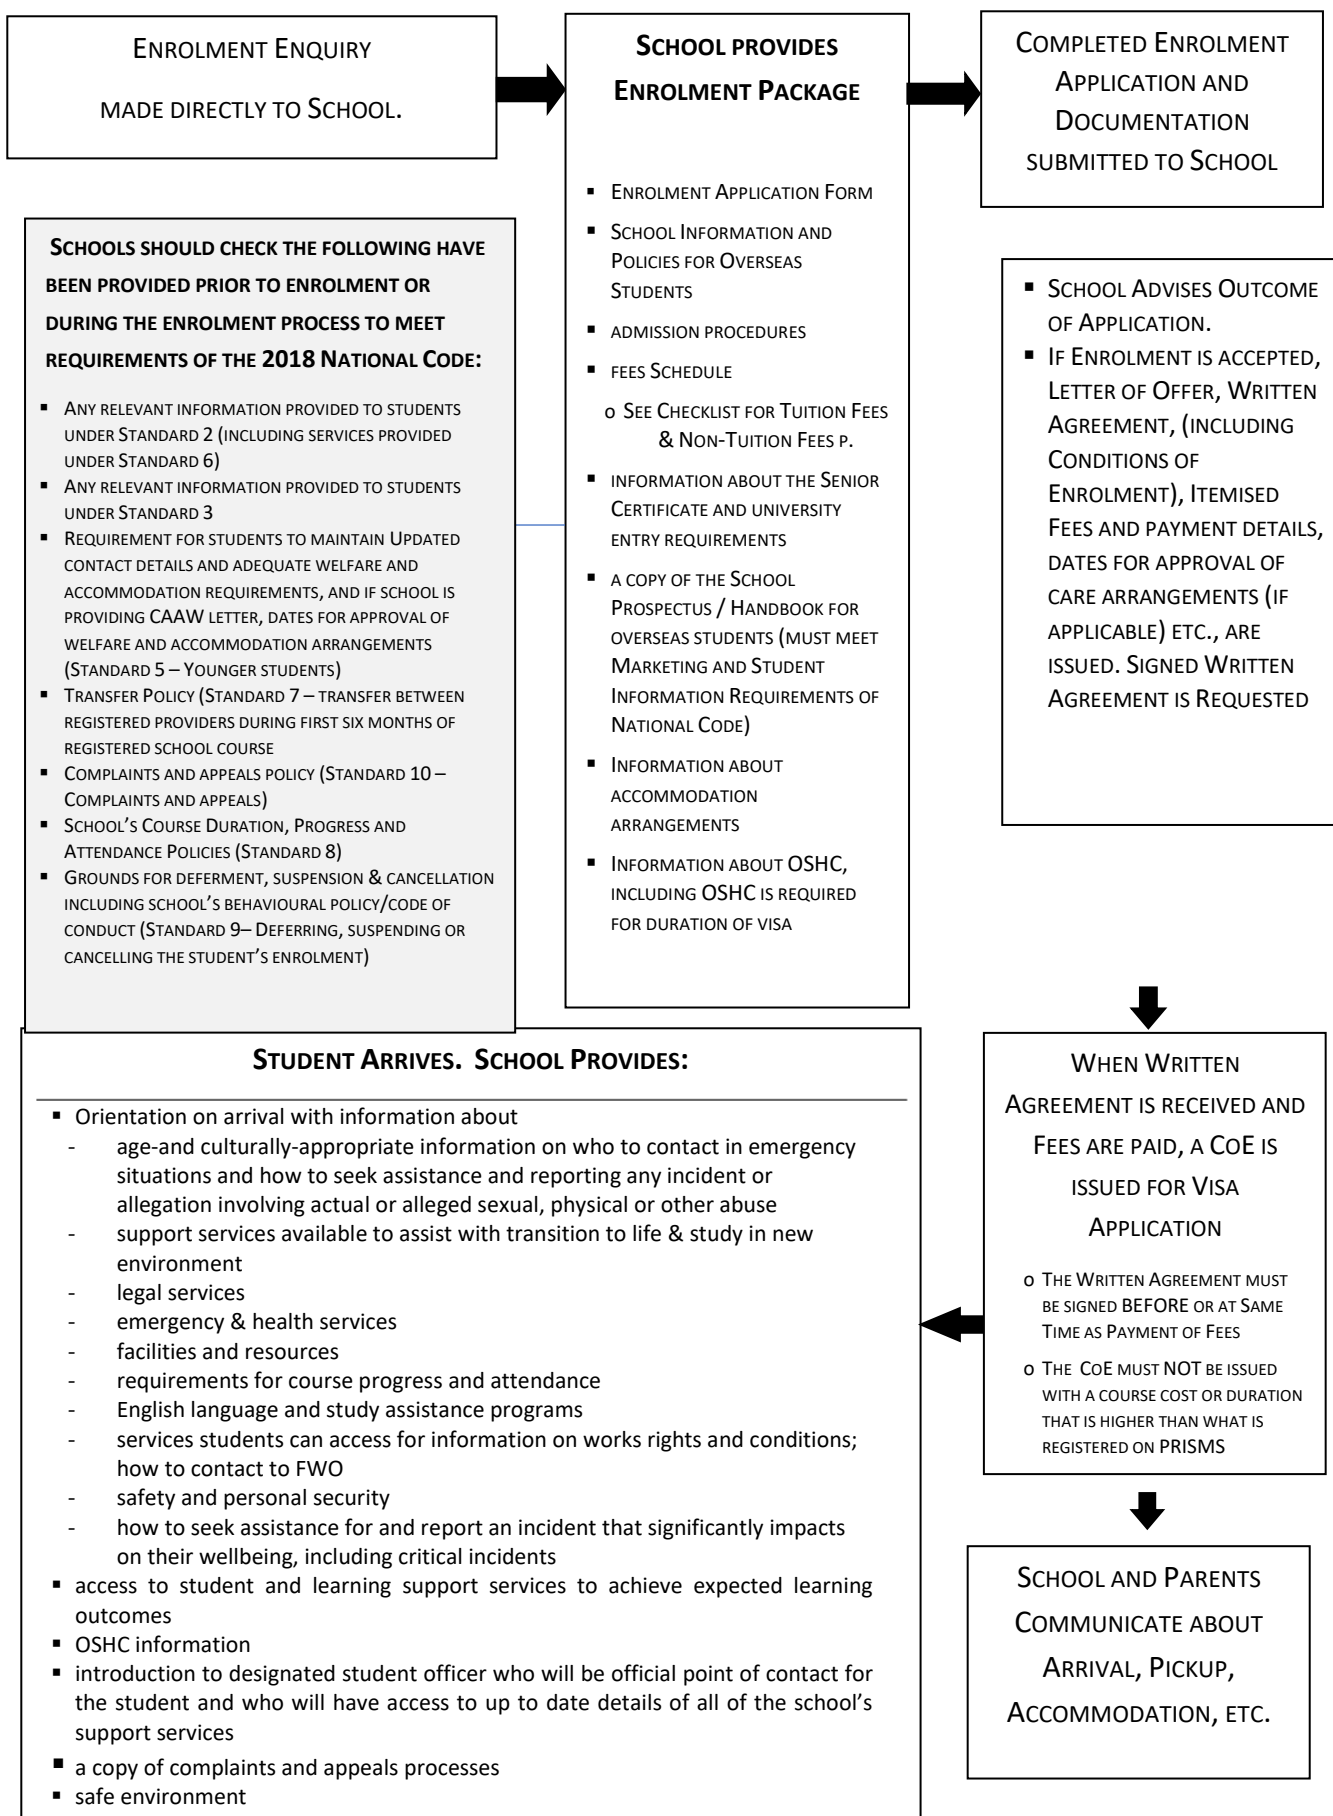 ENROLMENT ENQUIRY
MADE DIRECTLY TO SCHOOL.
SCHOOL PROVIDES
ENROLMENT PACKAGE
▪ ENROLMENT APPLICATION FORM
▪ SCHOOL INFORMATION AND
POLICIES FOR OVERSEAS
STUDENTS
▪ ADMISSION PROCEDURES
▪ FEES SCHEDULE
o SEE CHECKLIST FOR TUITION FEES
& NON-TUITION FEES P.
▪ INFORMATION ABOUT THE SENIOR
CERTIFICATE AND UNIVERSITY
ENTRY REQUIREMENTS
▪ A COPY OF THE SCHOOL
PROSPECTUS / HANDBOOK FOR
OVERSEAS STUDENTS (MUST MEET
MARKETING AND STUDENT
INFORMATION REQUIREMENTS OF
NATIONAL CODE)
▪ INFORMATION ABOUT
ACCOMMODATION
ARRANGEMENTS
▪ INFORMATION ABOUT OSHC,
INCLUDING OSHC IS REQUIRED
FOR DURATION OF VISA
COMPLETED ENROLMENT
APPLICATION AND
DOCUMENTATION
SUBMITTED TO SCHOOL
SCHOOLS SHOULD CHECK THE FOLLOWING HAVE
BEEN PROVIDED PRIOR TO ENROLMENT OR
DURING THE ENROLMENT PROCESS TO MEET
REQUIREMENTS OF THE 2018 NATIONAL CODE:
▪ ANY RELEVANT INFORMATION PROVIDED TO STUDENTS
UNDER STANDARD 2 (INCLUDING SERVICES PROVIDED
UNDER STANDARD 6)
▪ ANY RELEVANT INFORMATION PROVIDED TO STUDENTS
UNDER STANDARD 3
▪ REQUIREMENT FOR STUDENTS TO MAINTAIN UPDATED
CONTACT DETAILS AND ADEQUATE WELFARE AND
ACCOMMODATION REQUIREMENTS, AND IF SCHOOL IS
PROVIDING CAAW LETTER, DATES FOR APPROVAL OF
WELFARE AND ACCOMMODATION ARRANGEMENTS
(STANDARD 5 – YOUNGER STUDENTS)
▪ TRANSFER POLICY (STANDARD 7 – TRANSFER BETWEEN
REGISTERED PROVIDERS DURING FIRST SIX MONTHS OF
REGISTERED SCHOOL COURSE
▪ COMPLAINTS AND APPEALS POLICY (STANDARD 10 –
COMPLAINTS AND APPEALS)
▪ SCHOOL'S COURSE DURATION, PROGRESS AND
ATTENDANCE POLICIES (STANDARD 8)
▪ GROUNDS FOR DEFERMENT, SUSPENSION & CANCELLATION
INCLUDING SCHOOL'S BEHAVIOURAL POLICY/CODE OF
CONDUCT (STANDARD 9– DEFERRING, SUSPENDING OR
CANCELLING THE STUDENT'S ENROLMENT)
▪ SCHOOL ADVISES OUTCOME
OF APPLICATION.
▪ IF ENROLMENT IS ACCEPTED,
LETTER OF OFFER, WRITTEN
AGREEMENT, (INCLUDING
CONDITIONS OF
ENROLMENT), ITEMISED
FEES AND PAYMENT DETAILS,
DATES FOR APPROVAL OF
CARE ARRANGEMENTS (IF
APPLICABLE) ETC., ARE
ISSUED. SIGNED WRITTEN
AGREEMENT IS REQUESTED
WHEN WRITTEN
AGREEMENT IS RECEIVED AND
FEES ARE PAID, A COE IS
ISSUED FOR VISA
APPLICATION
o THE WRITTEN AGREEMENT MUST
BE SIGNED BEFORE OR AT SAME
TIME AS PAYMENT OF FEES
o THE COE MUST NOT BE ISSUED
WITH A COURSE COST OR DURATION
THAT IS HIGHER THAN WHAT IS
REGISTERED ON PRISMS
SCHOOL AND PARENTS
COMMUNICATE ABOUT
ARRIVAL, PICKUP,
ACCOMMODATION, ETC.
STUDENT ARRIVES. SCHOOL PROVIDES:
▪ Orientation on arrival with information about
- age-and culturally-appropriate information on who to contact in emergency
situations and how to seek assistance and reporting any incident or
allegation involving actual or alleged sexual, physical or other abuse
- support services available to assist with transition to life & study in new
environment
- legal services
- emergency & health services
- facilities and resources
- requirements for course progress and attendance
- English language and study assistance programs
- services students can access for information on works rights and conditions;
how to contact to FWO
- safety and personal security
- how to seek assistance for and report an incident that significantly impacts
on their wellbeing, including critical incidents
▪ access to student and learning support services to achieve expected learning
outcomes
▪ OSHC information
▪ introduction to designated student officer who will be official point of contact for
the student and who will have access to up to date details of all of the school's
support services
▪ a copy of complaints and appeals processes
▪ safe environment